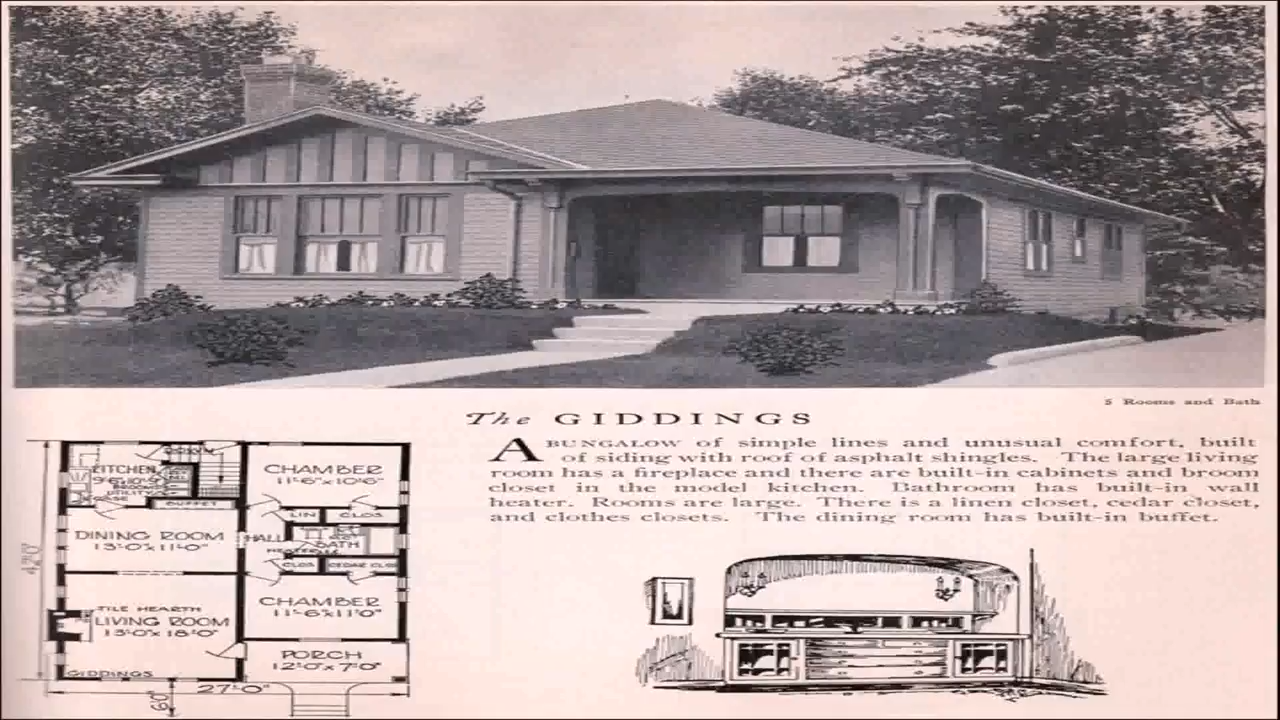 5 Rooms and Bath
The GIDDINGS
A BUNGALOW of simple lines and unusual comfort, built
of siding with roof of asphalt shingles. The large living
room has a fireplace and there are built-in cabinets and broom
closet in the model kitchen. Bathroom has built-in wall
heater. Rooms are large. There is a linen closet, cedar closet,
and clothes closets. The dining room has built-in buffet.
DOWN
KITCHEN
UTILITY
BUFFET
CHAMBER
11'-6"x10'-6"
LIN
CLOS
DINING ROOM
13'-0"x11'-0"
HALL
BATH
CLOS
CEDAR CLOS
CHAMBER
11'-6"x11'-0"
TILE HEARTH
LIVING ROOM
13'-0"x18'-0"
PORCH
12'-0"x7'-0"
GIDDINGS
27'-0"
6'0"